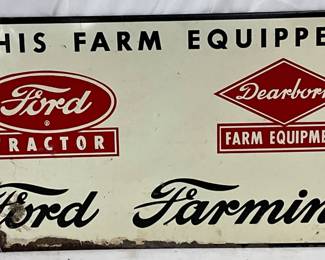 HIS FARM EQUIPPE
Ford Dearborn
®
TRACTOR FARM EQUIPME
Ford Farmin